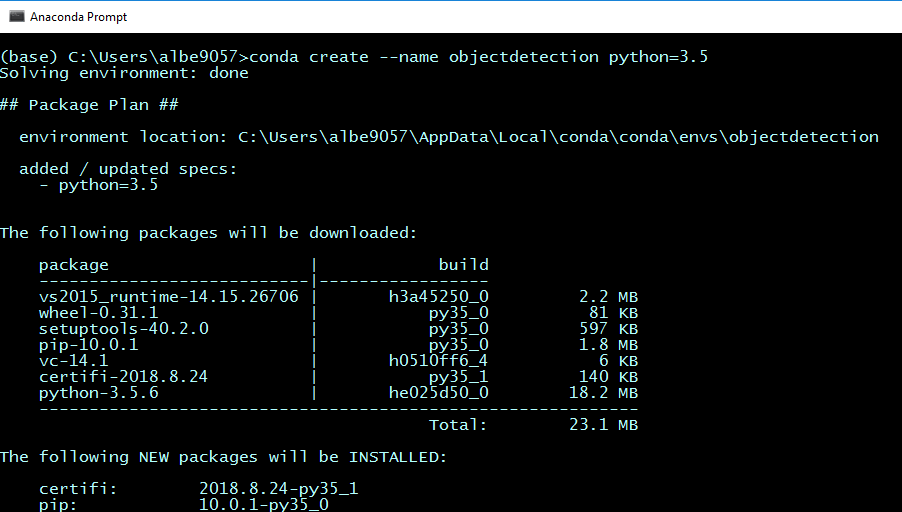 Anaconda Prompt
(base) C:\Users\albe9057>conda create --name objectdetection python=3.5
Solving environment: done
## Package Plan ##
environment location: C:\Users\albe9057\AppData\Local\conda\conda\envs\objectdetection
added / updated specs:
- python=3.5
The following packages will be downloaded:
package | build
---------------------------|-----------------
vs2015_runtime-14.15.26706 | h3a45250_0 2.2 MB
wheel-0.31.1 | py35_0 81 KB
setuptools-40.2.0 | py35_0 597 KB
pip-10.0.1 | py35_0 1.8 MB
vc-14.1 | h0510ff6_4 6 KB
certifi-2018.8.24 | py35_1 140 KB
python-3.5.6 | he025d50_0 18.2 MB
------------------------------------------------------------
Total: 23.1 MB
The following NEW packages will be INSTALLED:
certifi: 2018.8.24-py35_1
pip: 10.0.1-py35_0